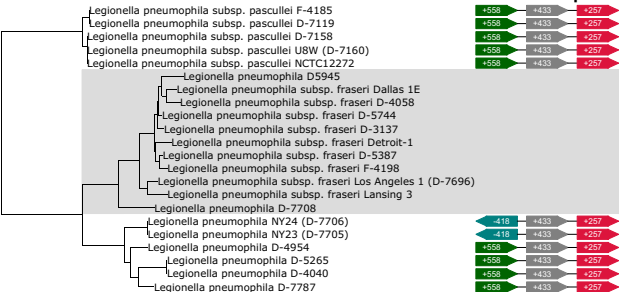 Legionella pneumophila subsp. pascullei F-4185 +558 +433 +257
Legionella pneumophila subsp. pascullei D-7119 +558 +433 +257
Legionella pneumophila subsp. pascullei D-7158 +558 +433 +257
Legionella pneumophila subsp. pascullei U8W (D-7160) +558 +433 +257
Legionella pneumophila subsp. pascullei NCTC12272 +558 +433 +257
Legionella pneumophila D5945
Legionella pneumophila subsp. fraseri Dallas 1E
Legionella pneumophila subsp. fraseri D-4058
Legionella pneumophila subsp. fraseri D-5744
Legionella pneumophila subsp. fraseri D-3137
Legionella pneumophila subsp. fraseri Detroit-1
Legionella pneumophila subsp. fraseri D-5387
Legionella pneumophila subsp. fraseri F-4198
Legionella pneumophila subsp. fraseri Los Angeles 1 (D-7696)
Legionella pneumophila subsp. fraseri Lansing 3
Legionella pneumophila D-7708
Legionella pneumophila NY24 (D-7706) -418 +433 +257
Legionella pneumophila NY23 (D-7705) -418 +433 +257
Legionella pneumophila D-4954 +558 +433 +257
Legionella pneumophila D-5265 +558 +433 +257
Legionella pneumophila D-4040 +558 +433 +257
Legionella pneumophila D-7787 +558 +433 +257